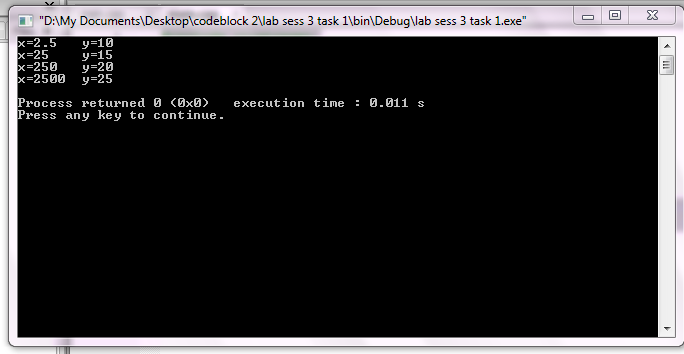 "D:\My Documents\Desktop\codeblock 2\lab sess 3 task 1\bin\Debug\lab sess 3 task 1.exe"
x=2.5   y=10
x=25    y=15
x=250   y=20
x=2500  y=25
Process returned 0 (0x0)   execution time : 0.011 s
Press any key to continue.